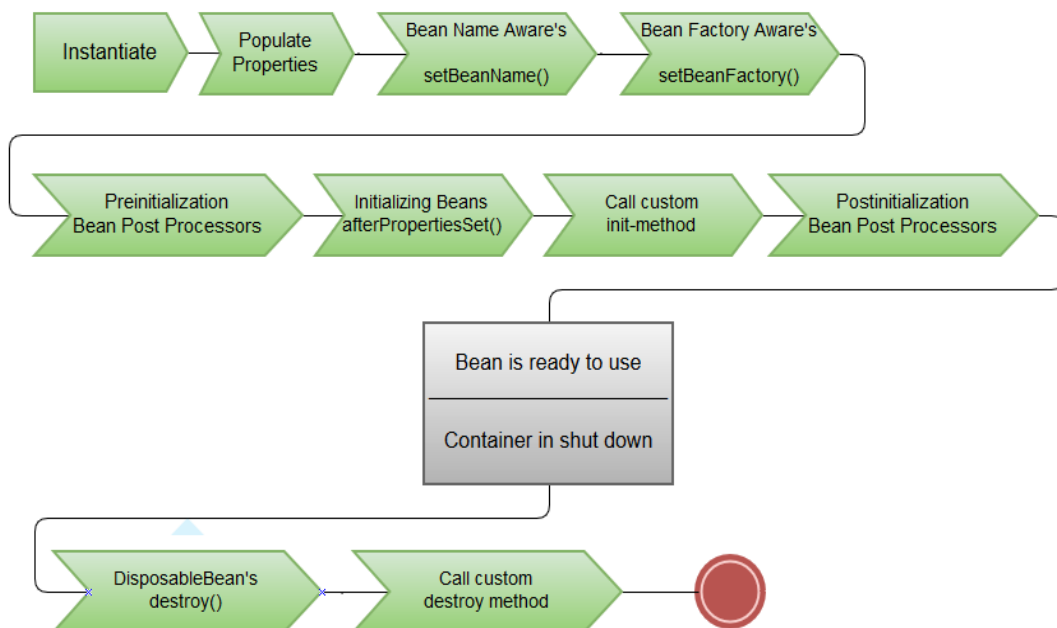 Instantiate
Populate
Properties
Bean Name Aware's
setBeanName()
Bean Factory Aware's
setBeanFactory()
Preinitialization
Bean Post Processors
Initializing Beans
afterPropertiesSet()
Call custom
init-method
Postinitialization
Bean Post Processors
Bean is ready to use
Container in shut down
DisposableBean's
destroy()
Call custom
destroy method